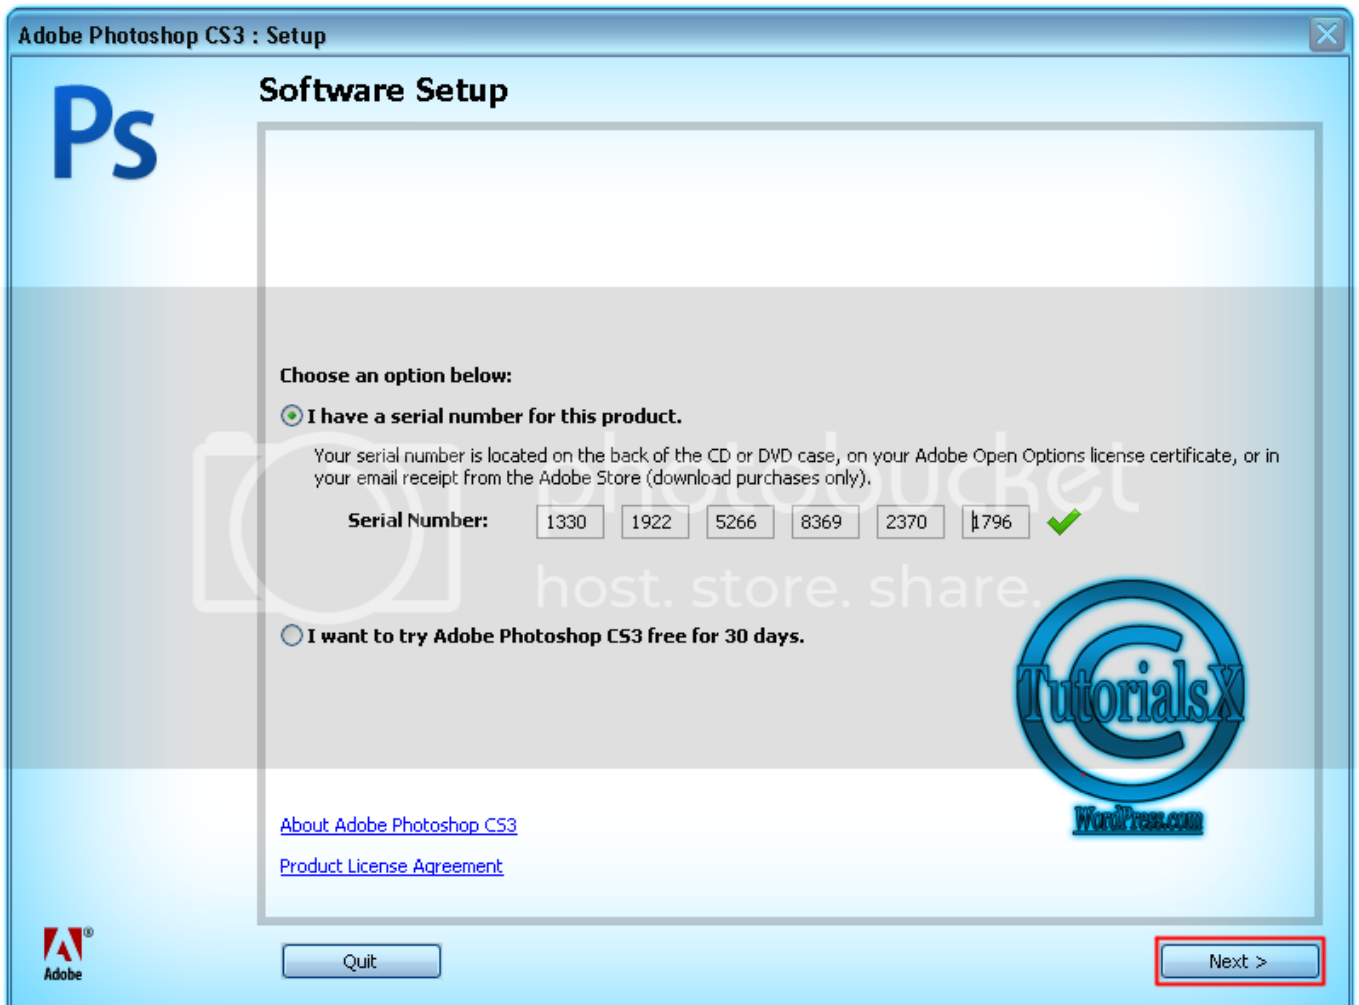 Adobe Photoshop CS3 : Setup
Ps
Software Setup
Choose an option below:
I have a serial number for this product.
Your serial number is located on the back of the CD or DVD case, on your Adobe Open Options license certificate, or in
your email receipt from the Adobe Store (download purchases only).
photobucket
Serial Number: 1330 1922 5266 8369 2370 1796
host. store. share.
I want to try Adobe Photoshop CS3 free for 30 days.
TutorialsX
WordPress.com
About Adobe Photoshop CS3
Product License Agreement
Adobe
Quit
Next >